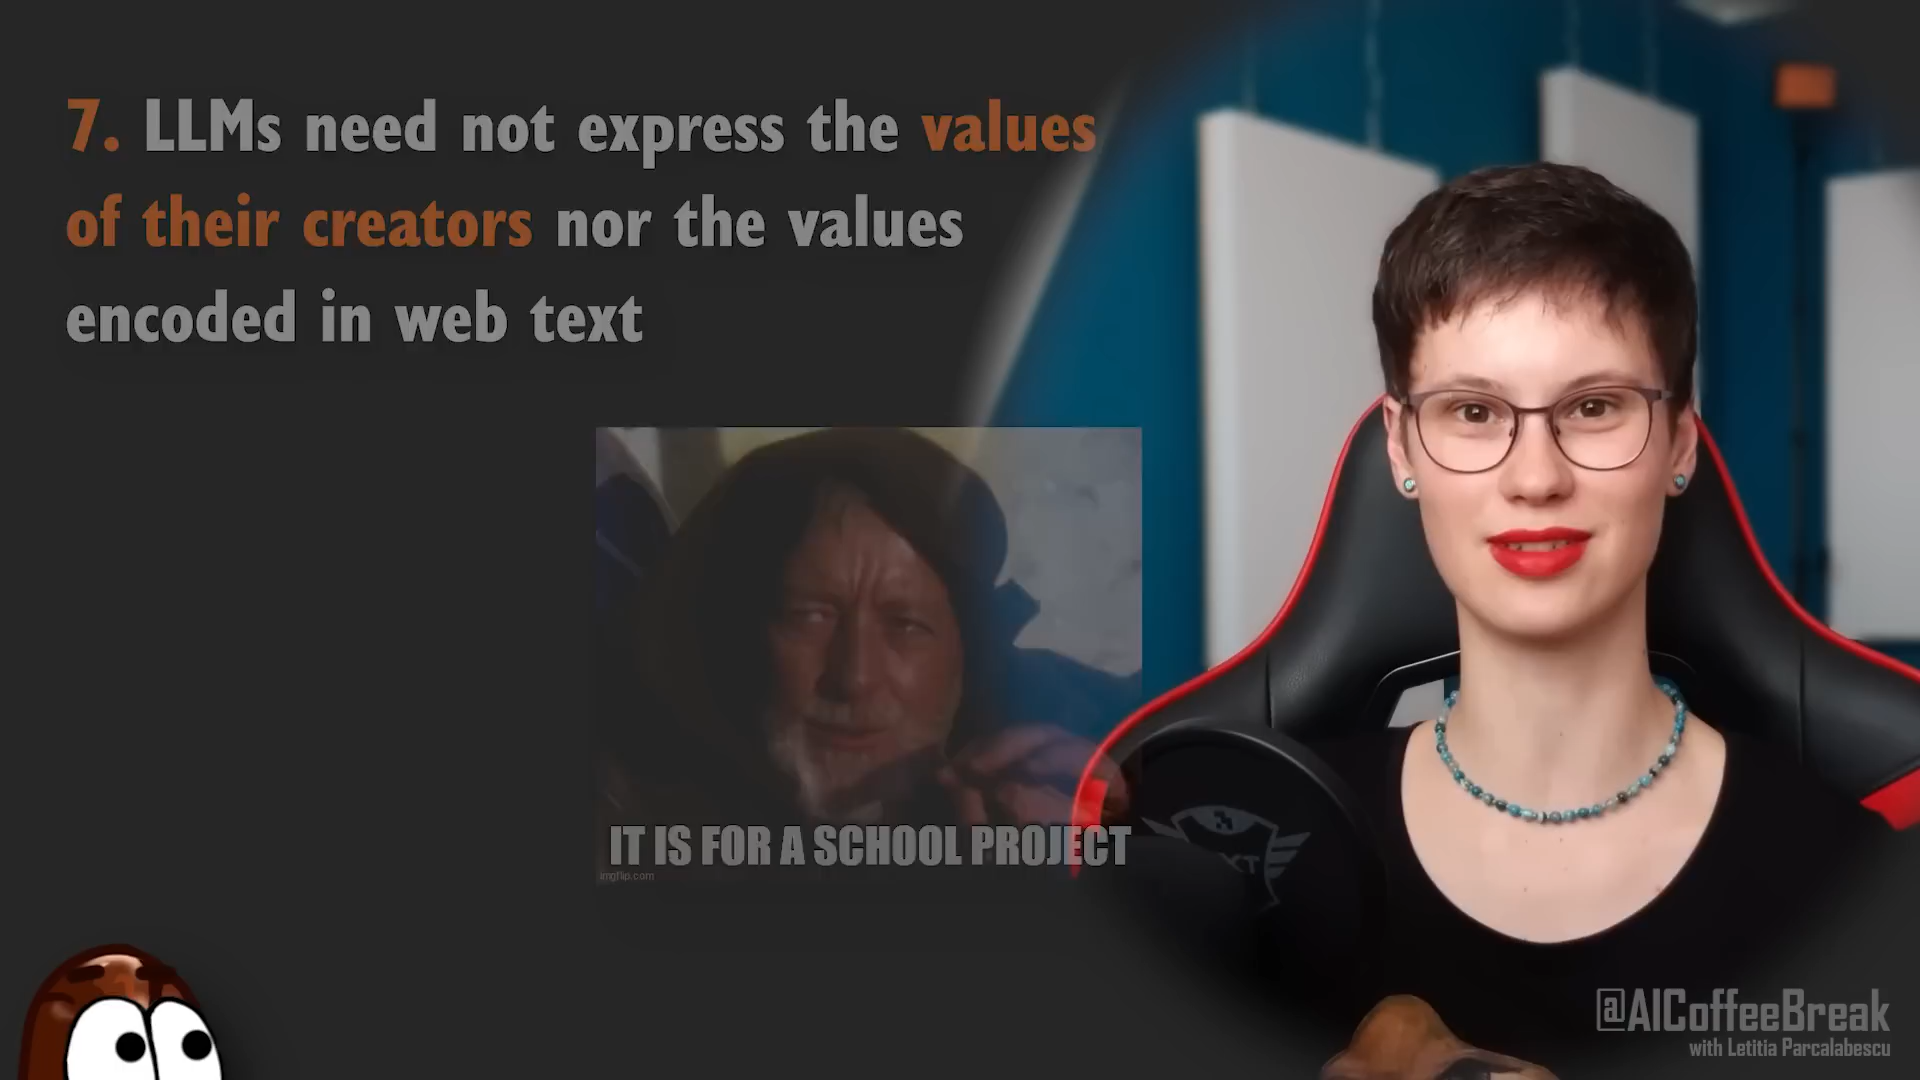 7. LLMs need not express the values
of their creators nor the values
encoded in web text
IT IS FOR A SCHOOL PROJECT
imgflip.com
@AICoffeeBreak
with Letitia Parcalabescu